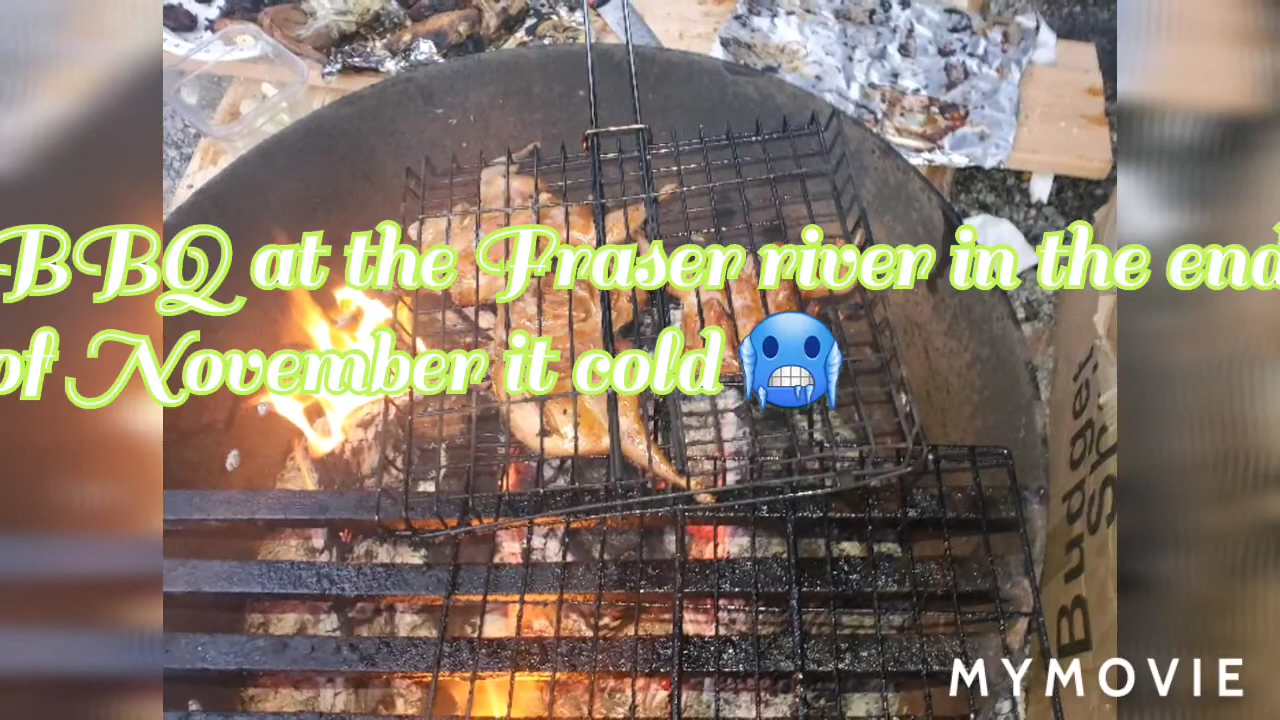 BBQ at the Fraser river in the end
of November it cold 🥶
Budget
MYMOVIE